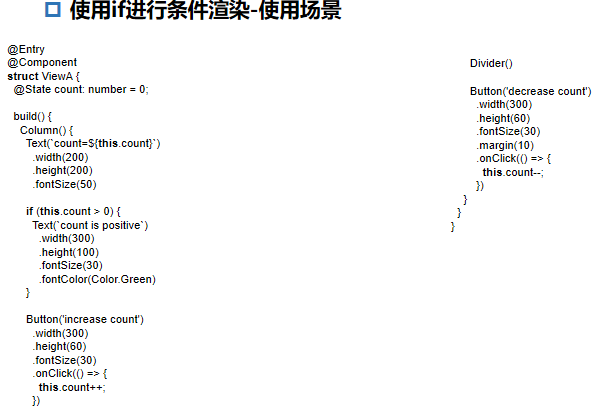 使用if进行条件渲染-使用场景
@Entry
@Component
struct ViewA {
@State count: number = 0;
build() {
Column() {
Text(`count=${this.count}`)
.width(200)
.height(200)
.fontSize(50)
if (this.count > 0) {
Text(`count is positive`)
.width(300)
.height(100)
.fontSize(30)
.fontColor(Color.Green)
}
Button('increase count')
.width(300)
.height(60)
.fontSize(30)
.onClick(() => {
this.count++;
})
Divider()
Button('decrease count')
.width(300)
.height(60)
.fontSize(30)
.margin(10)
.onClick(() => {
this.count--;
})
}
}
}